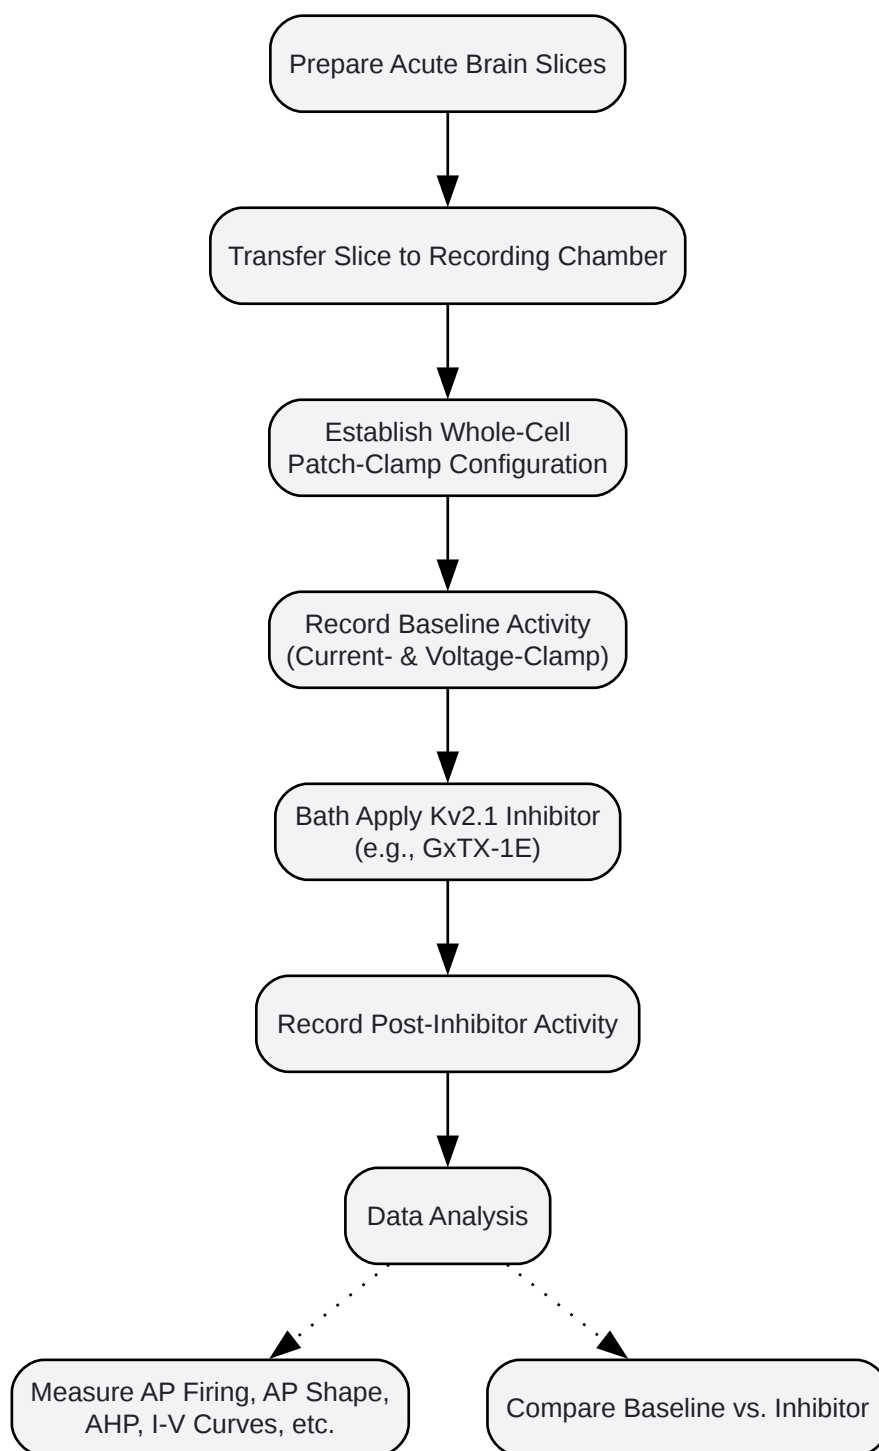 Prepare Acute Brain Slices
Transfer Slice to Recording Chamber
Establish Whole-Cell
Patch-Clamp Configuration
Record Baseline Activity
(Current- & Voltage-Clamp)
Bath Apply Kv2.1 Inhibitor
(e.g., GxTX-1E)
Record Post-Inhibitor Activity
Data Analysis
Measure AP Firing, AP Shape,
AHP, I-V Curves, etc.
Compare Baseline vs. Inhibitor